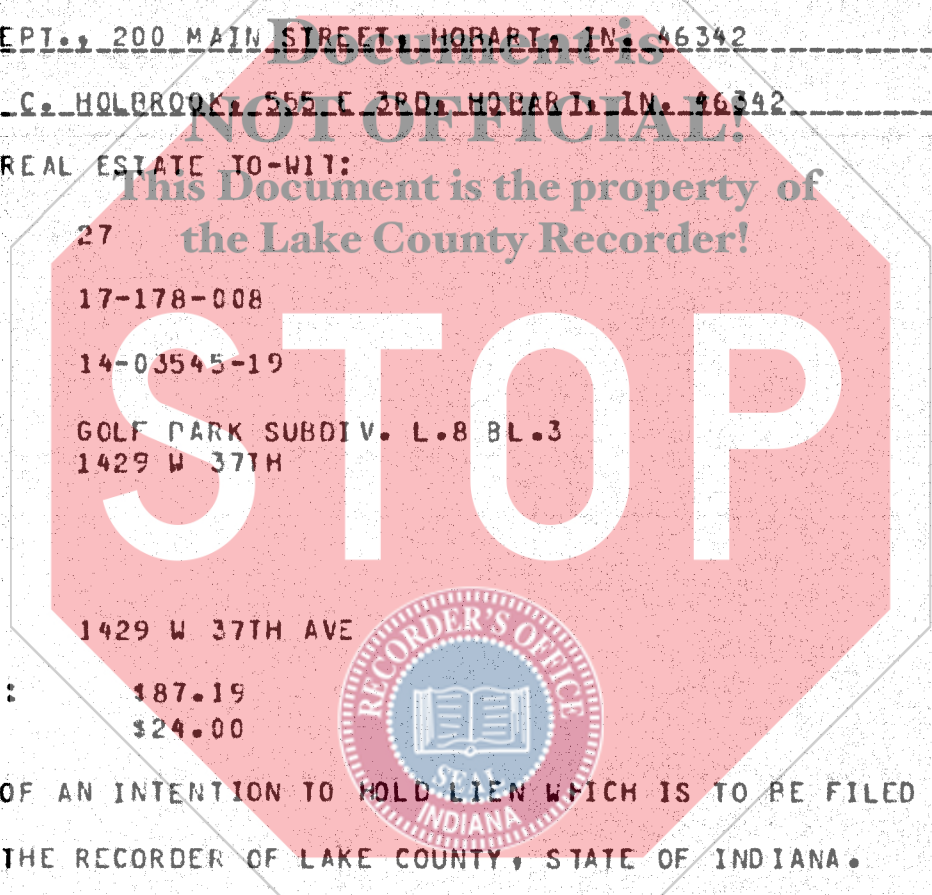 EPT., 200 MAIN STREET, HOBART, IN. 46342
Document is
C. HOLBROOK, 555 E 3RD, HOBART, IN. 46342
NOT OFFICIAL!
REAL ESTATE TO-WIT:
This Document is the property of
27
the Lake County Recorder!
17-178-008
14-03545-19
STOP
GOLF PARK SUBDIV. L.8 BL.3
1429 W 37TH
1429 W 37TH AVE
RECORDER'S OFFICE
: $87.19
$24.00
SEAL
OF AN INTENTION TO HOLD LIEN WHICH IS TO BE FILED
INDIANA
THE RECORDER OF LAKE COUNTY, STATE OF INDIANA.